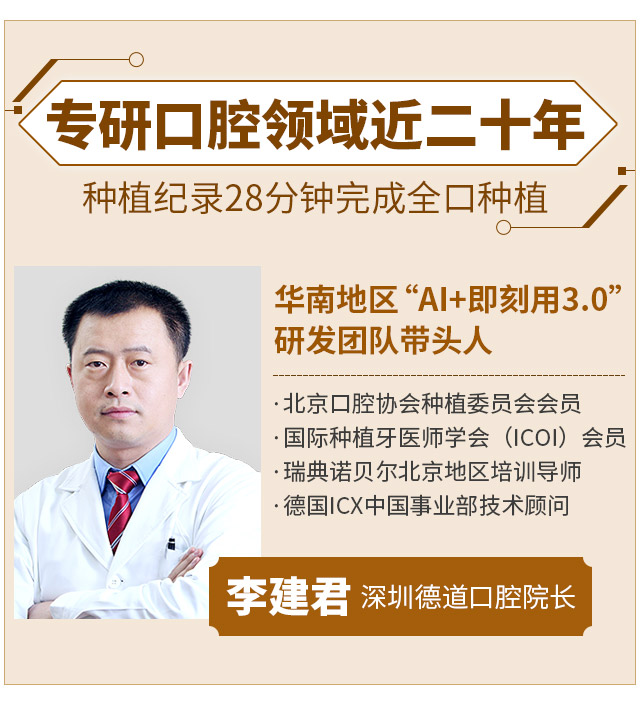 专研口腔领域近二十年
种植纪录28分钟完成全口种植
华南地区“AI+即刻用3.0”
研发团队带头人
·北京口腔协会种植委员会会员
·国际种植牙医师学会（ICOI）会员
·瑞典诺贝尔北京地区培训导师
·德国ICX中国事业部技术顾问
李建君 深圳德道口腔院长